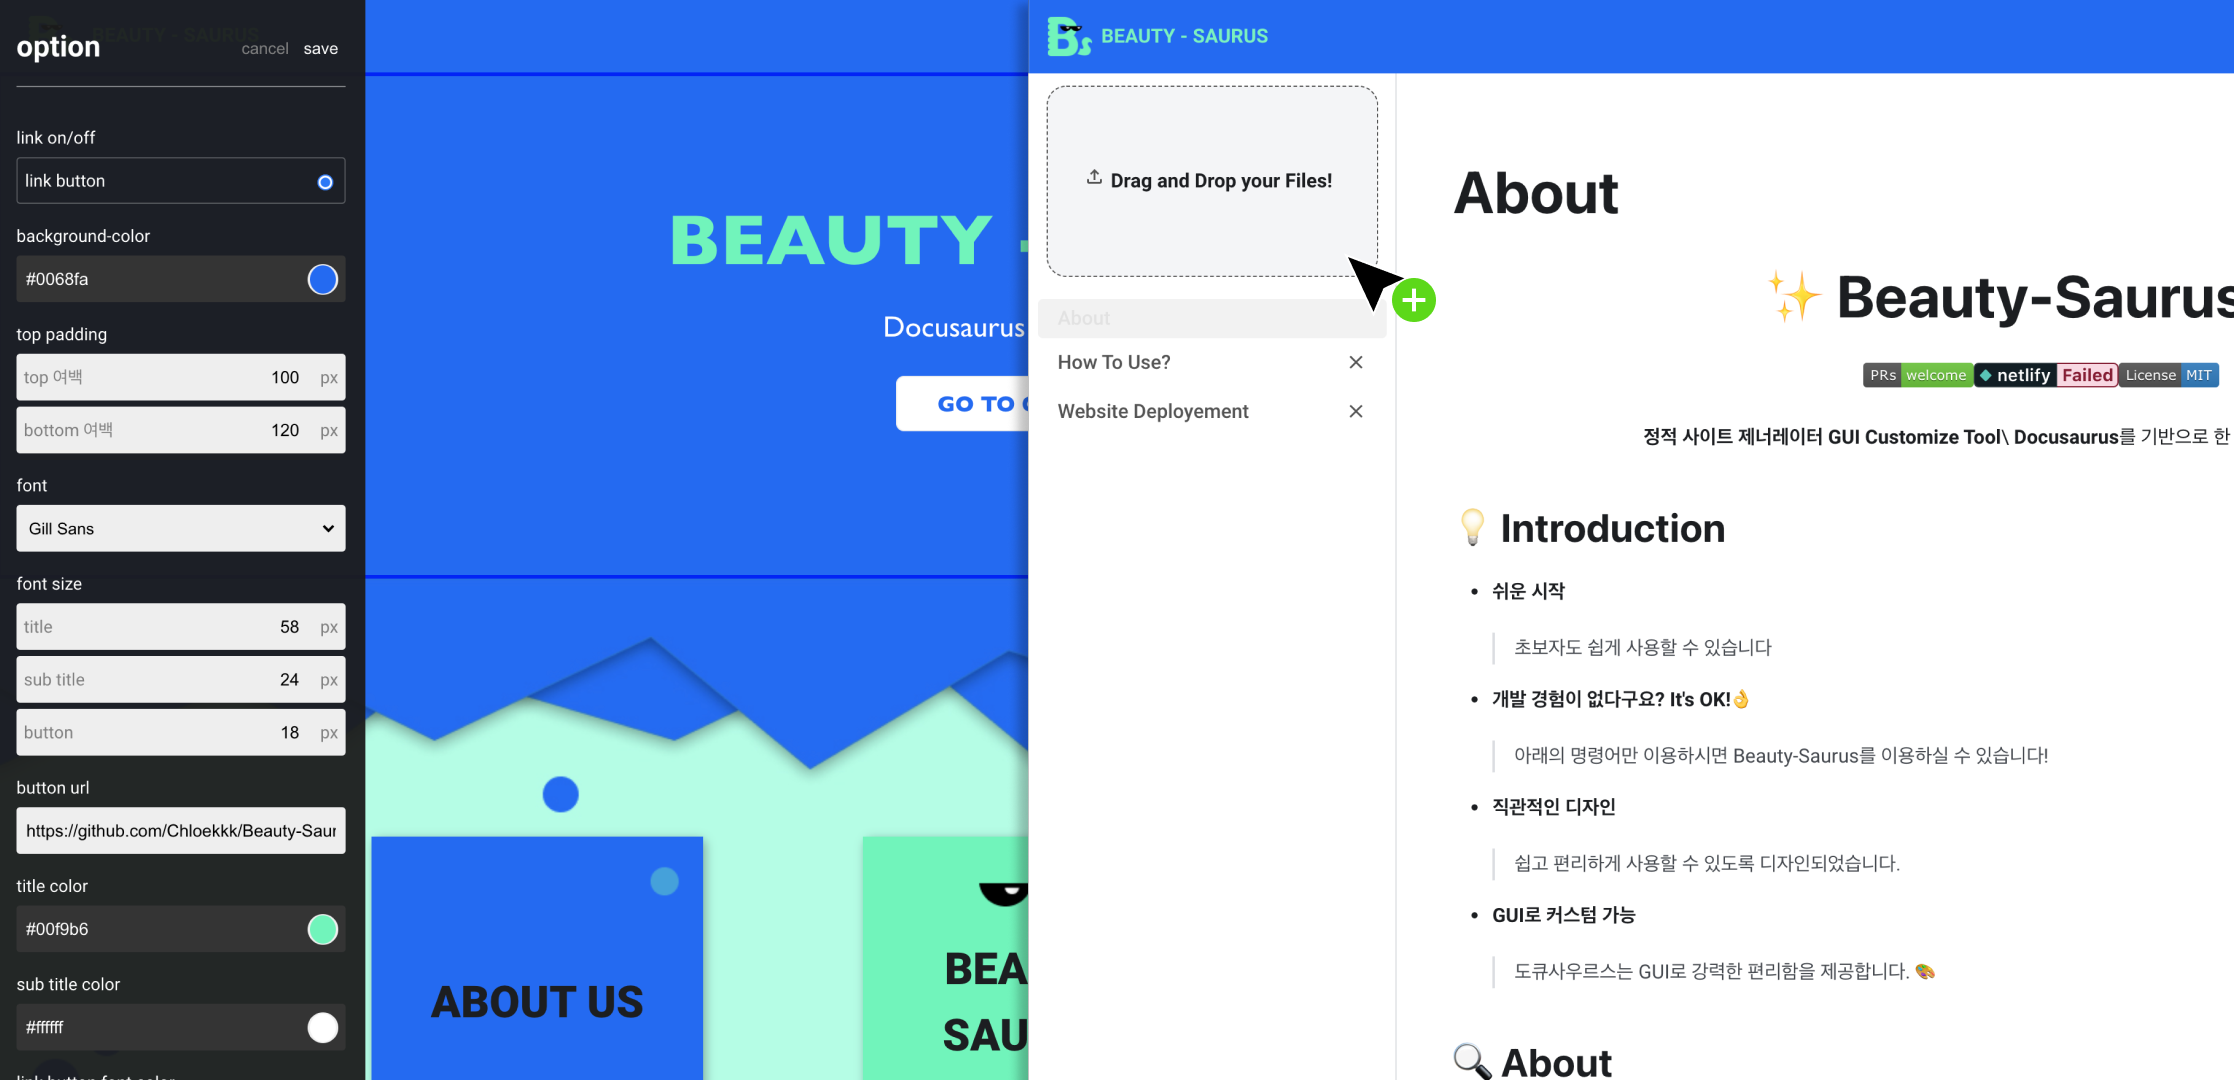 BEAUTY - SAURUS
option
cancel save
link on/off
link button
background-color
#0068fa
top padding
top 여백 100 px
bottom 여백 120 px
font
Gill Sans
font size
title 58 px
sub title 24 px
button 18 px
button url
https://github.com/Chloekkk/Beauty-Saur
title color
#00f9b6
sub title color
#ffffff
link button font color
BEAUTY -
Docusaurus
GO TO
ABOUT US
BEA
SAU
Bs BEAUTY - SAURUS
Drag and Drop your Files!
About
How To Use?
Website Deployement
About
✨ Beauty-Saurus
PRs welcome netlify Failed License MIT
정적 사이트 제너레이터 GUI Customize Tool\ Docusaurus를 기반으로 한
💡 Introduction
• 쉬운 시작
초보자도 쉽게 사용할 수 있습니다
• 개발 경험이 없다구요? It's OK!👌
아래의 명령어만 이용하시면 Beauty-Saurus를 이용하실 수 있습니다!
• 직관적인 디자인
쉽고 편리하게 사용할 수 있도록 디자인되었습니다.
• GUI로 커스텀 가능
도큐사우르스는 GUI로 강력한 편리함을 제공합니다. 🎨
🔍 About